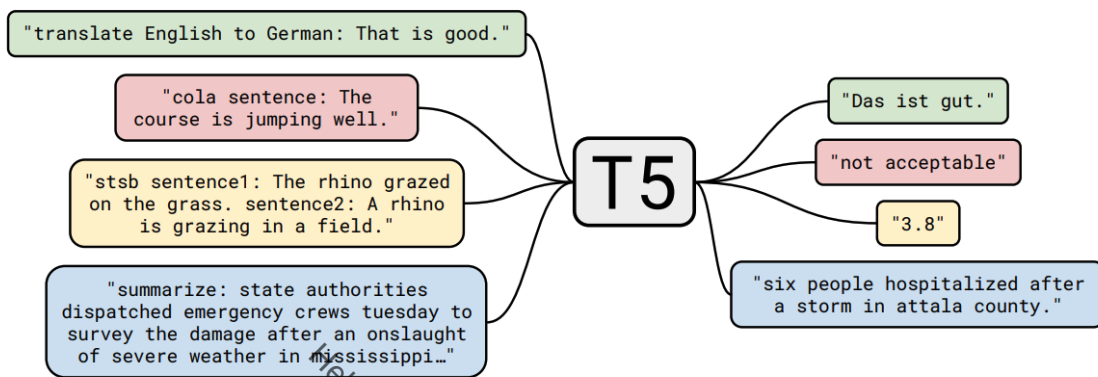 "translate English to German: That is good."
"cola sentence: The
course is jumping well."
"stsb sentence1: The rhino grazed
on the grass. sentence2: A rhino
is grazing in a field."
"summarize: state authorities
dispatched emergency crews tuesday to
survey the damage after an onslaught
of severe weather in mississippi…"
T5
"Das ist gut."
"not acceptable"
"3.8"
"six people hospitalized after
a storm in attala county."